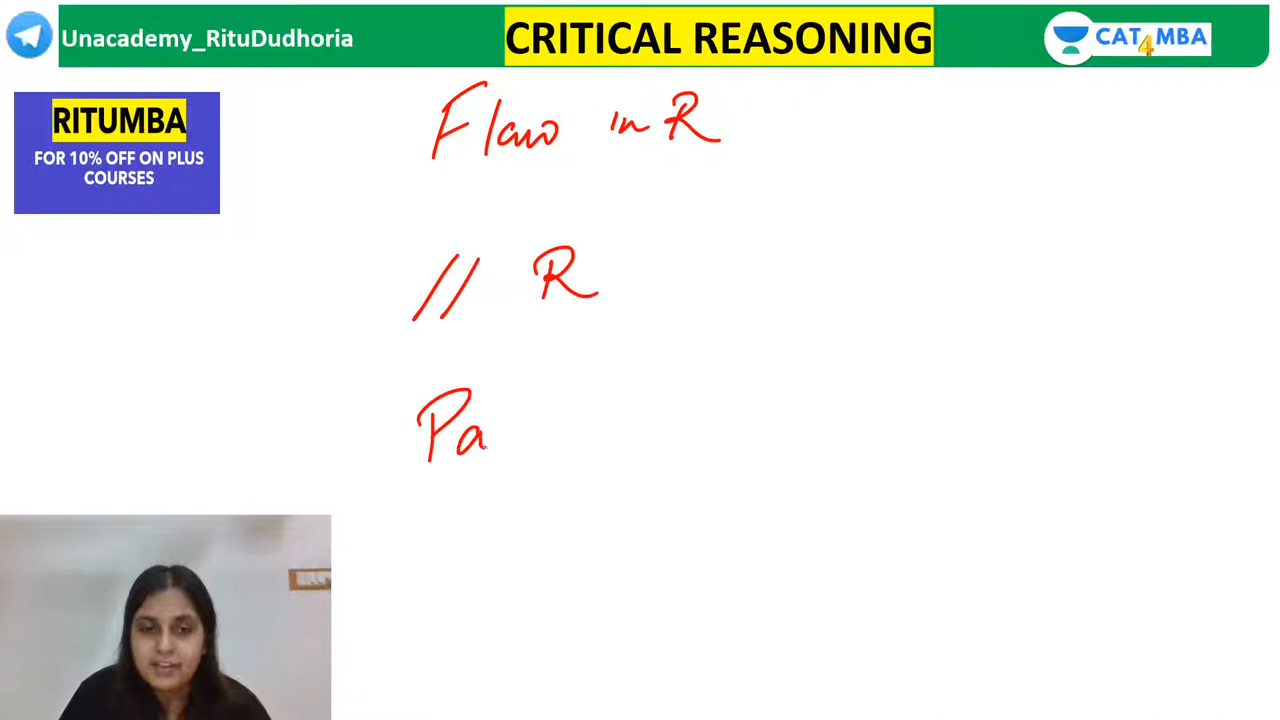 Unacademy_RituDudhoria
CRITICAL REASONING
CAT4MBA
RITUMBA
FOR 10% OFF ON PLUS
COURSES
Flaw in R
// R
Pa